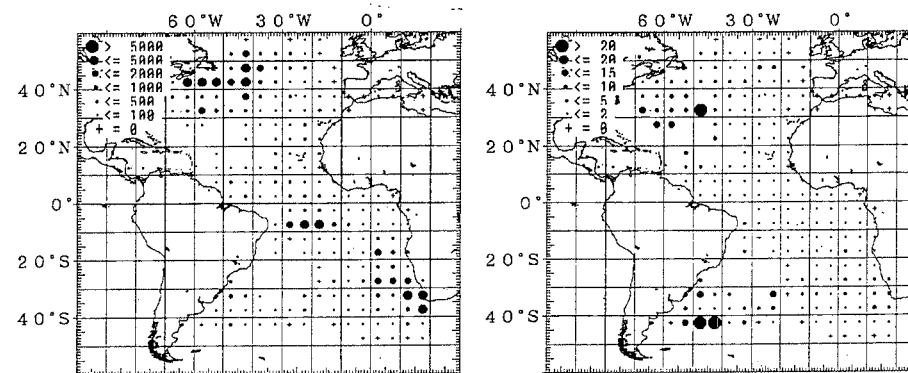 60°W 30°W 0°
> 5000
<= 5000
<= 2000
<= 1000
<= 500
<= 100
+ = 0
40°N
20°N
0°
20°S
40°S
60°W 30°W 0°
> 20
<= 20
<= 15
<= 10
<= 5
<= 2
+ = 0
40°N
20°N
0°
20°S
40°S